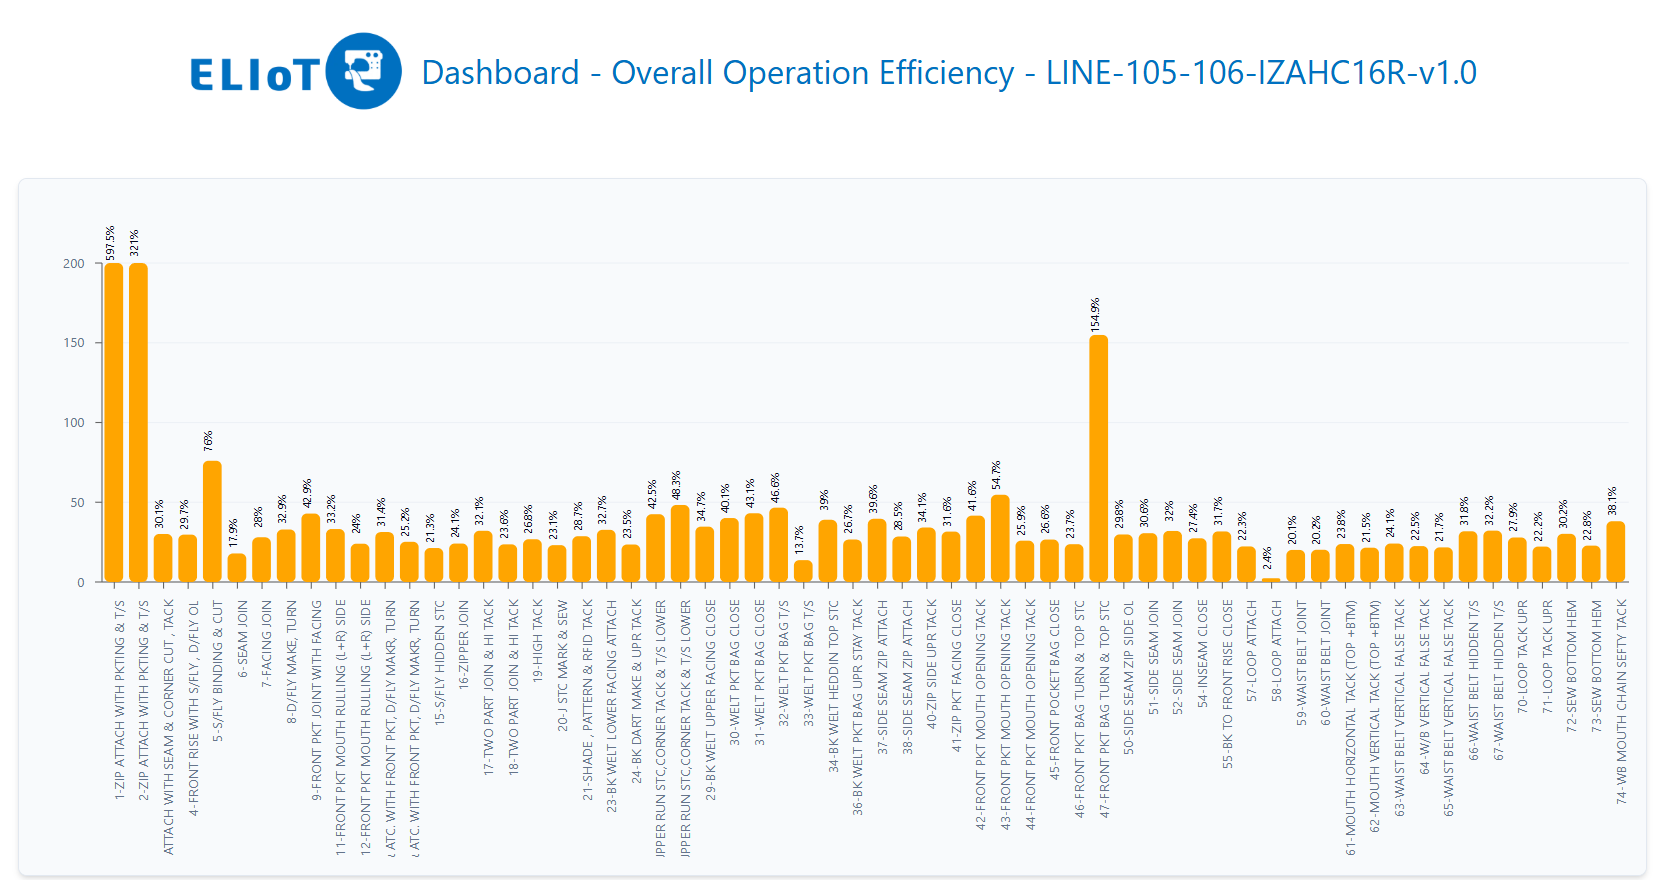 ELIoT
Dashboard - Overall Operation Efficiency - LINE-105-106-IZAHC16R-v1.0
200
150
100
50
0
597.5%
321%
30.1%
29.7%
76%
17.9%
28%
32.9%
42.9%
33.2%
24%
31.4%
25.2%
21.3%
24.1%
32.1%
23.6%
26.8%
23.1%
28.7%
32.7%
23.5%
42.5%
48.3%
34.7%
40.1%
43.1%
46.6%
13.7%
39%
26.7%
39.6%
28.5%
34.1%
31.6%
41.6%
54.7%
25.9%
26.6%
23.7%
154.9%
29.8%
30.6%
32%
27.4%
31.7%
22.3%
2.4%
20.1%
20.2%
23.8%
21.5%
24.1%
22.5%
21.7%
31.8%
32.2%
27.9%
22.2%
30.2%
22.8%
38.1%
1-ZIP ATTACH WITH PKTING & T/S
2-ZIP ATTACH WITH PKTING & T/S
ATTACH WITH SEAM & CORNER CUT , TACK
4-FRONT RISE WITH S/FLY , D/FLY OL
5-S/FLY BINDING & CUT
6- SEAM JOIN
7-FACING JOIN
8-D/FLY MAKE, TURN
9-FRONT PKT JOINT WITH FACING
11-FRONT PKT MOUTH RULLING (L+R) SIDE
12-FRONT PKT MOUTH RULLING (L+R) SIDE
ATC. WITH FRONT PKT, D/FLY MAKR, TURN
ATC. WITH FRONT PKT, D/FLY MAKR, TURN
15-S/FLY HIDDEN STC
16-ZIPPER JOIN
17-TWO PART JOIN & HI TACK
18-TWO PART JOIN & HI TACK
19-HIGH TACK
20-J STC MARK & SEW
21-SHADE , PATTERN & RFID TACK
23-BK WELT LOWER FACING ATTACH
24-BK DART MAKE & UPR TACK
UPPER RUN STC,CORNER TACK & T/S LOWER
UPPER RUN STC,CORNER TACK & T/S LOWER
29-BK WELT UPPER FACING CLOSE
30-WELT PKT BAG CLOSE
31-WELT PKT BAG CLOSE
32-WELT PKT BAG T/S
33-WELT PKT BAG T/S
34-BK WELT HEDDIN TOP STC
36-BK WELT PKT BAG UPR STAY TACK
37-SIDE SEAM ZIP ATTACH
38-SIDE SEAM ZIP ATTACH
40-ZIP SIDE UPR TACK
41-ZIP PKT FACING CLOSE
42-FRONT PKT MOUTH OPENING TACK
43-FRONT PKT MOUTH OPENING TACK
44-FRONT PKT MOUTH OPENING TACK
45-FRONT POCKET BAG CLOSE
46-FRONT PKT BAG TURN & TOP STC
47-FRONT PKT BAG TURN & TOP STC
50-SIDE SEAM ZIP SIDE OL
51-SIDE SEAM JOIN
52- SIDE SEAM JOIN
54-INSEAM CLOSE
55-BK TO FRONT RISE CLOSE
57-LOOP ATTACH
58-LOOP ATTACH
59-WAIST BELT JOINT
60-WAIST BELT JOINT
61-MOUTH HORIZONTAL TACK (TOP +BTM)
62-MOUTH VERTICAL TACK (TOP +BTM)
63-WAIST BELT VERTICAL FALSE TACK
64-W/B VERTICAL FALSE TACK
65-WAIST BELT VERTICAL FALSE TACK
66-WAIST BELT HIDDEN T/S
67-WAIST BELT HIDDEN T/S
70-LOOP TACK UPR
71-LOOP TACK UPR
72-SEW BOTTOM HEM
73-SEW BOTTOM HEM
74-WB MOUTH CHAIN SEFTY TACK